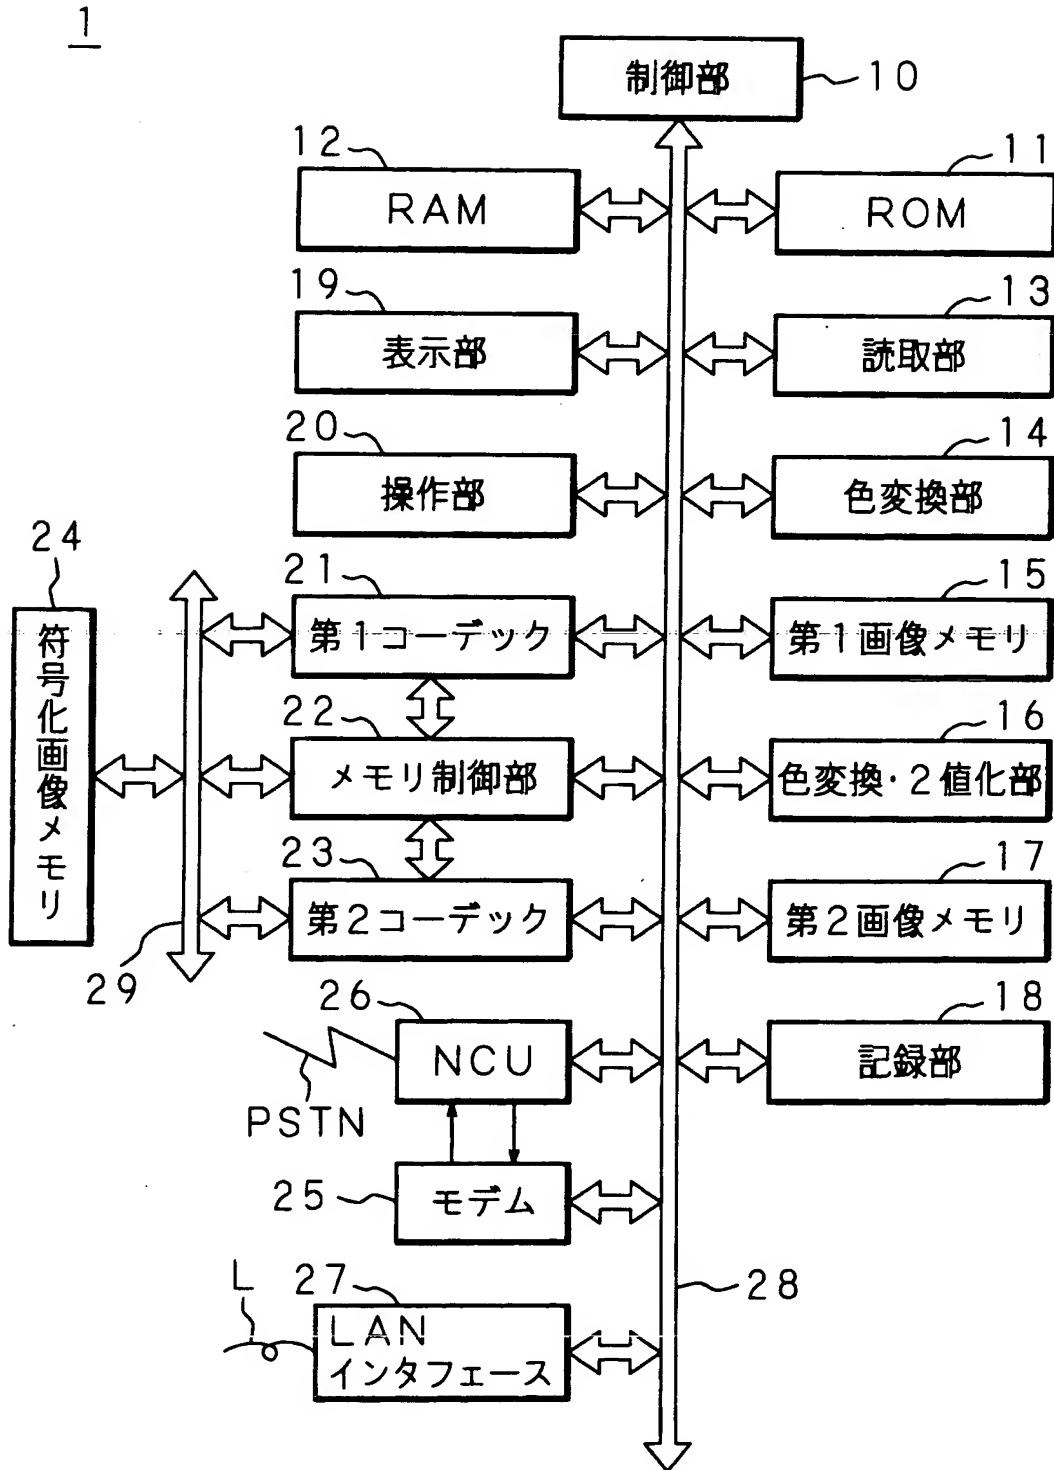 1
制御部
10
12
RAM
11
ROM
19
表示部
13
読取部
20
操作部
14
色変換部
24
符号化画像メモリ
21
第1コーデック
15
第1画像メモリ
22
メモリ制御部
16
色変換・2値化部
23
第2コーデック
17
第2画像メモリ
29
26
NCU
18
記録部
PSTN
25
モデム
28
L
27
LAN
インタフェース